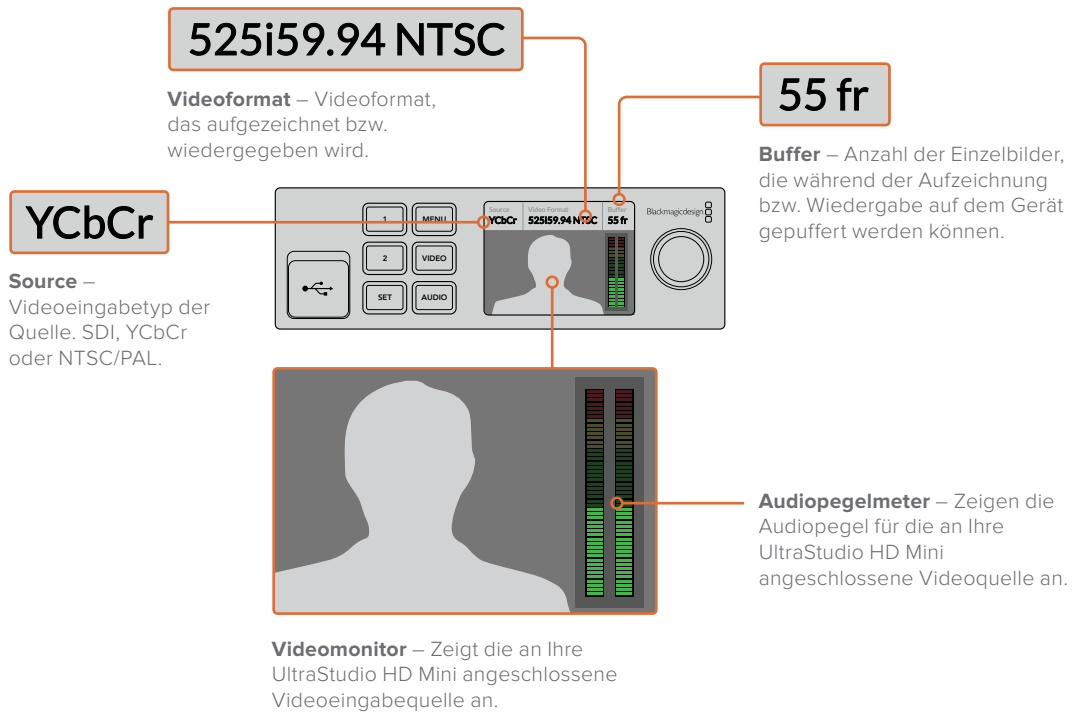 525i59.94 NTSC
Videoformat – Videoformat,
das aufgezeichnet bzw.
wiedergegeben wird.
55 fr
Buffer – Anzahl der Einzelbilder,
die während der Aufzeichnung
bzw. Wiedergabe auf dem Gerät
gepuffert werden können.
YCbCr
Source –
Videoeingabetyp der
Quelle. SDI, YCbCr
oder NTSC/PAL.
1
MENU
2
VIDEO
SET
AUDIO
Source
YCbCr
Video Format
525i59.94 NTSC
Buffer
55 fr
Blackmagicdesign
Audiopegelmeter – Zeigen die
Audiopegel für die an Ihre
UltraStudio HD Mini
angeschlossene Videoquelle an.
Videomonitor – Zeigt die an Ihre
UltraStudio HD Mini angeschlossene
Videoeingabequelle an.